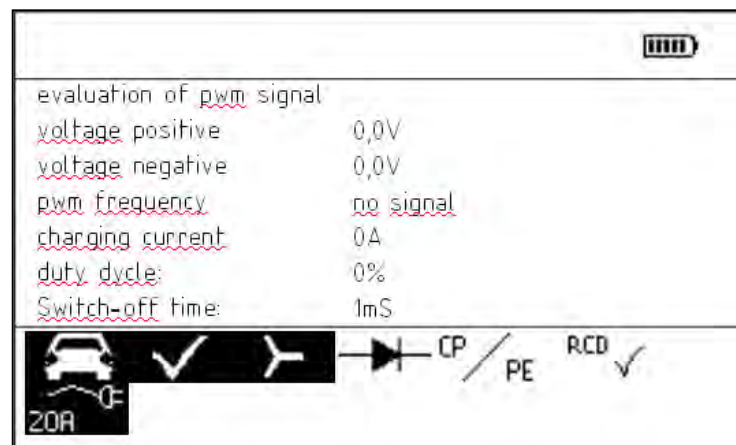 evaluation of pwm signal
voltage positive 0,0V
voltage negative 0,0V
pwm frequency no signal
charging current 0A
duty dycle: 0%
Switch-off time: 1mS
CP/PE RCD
20A